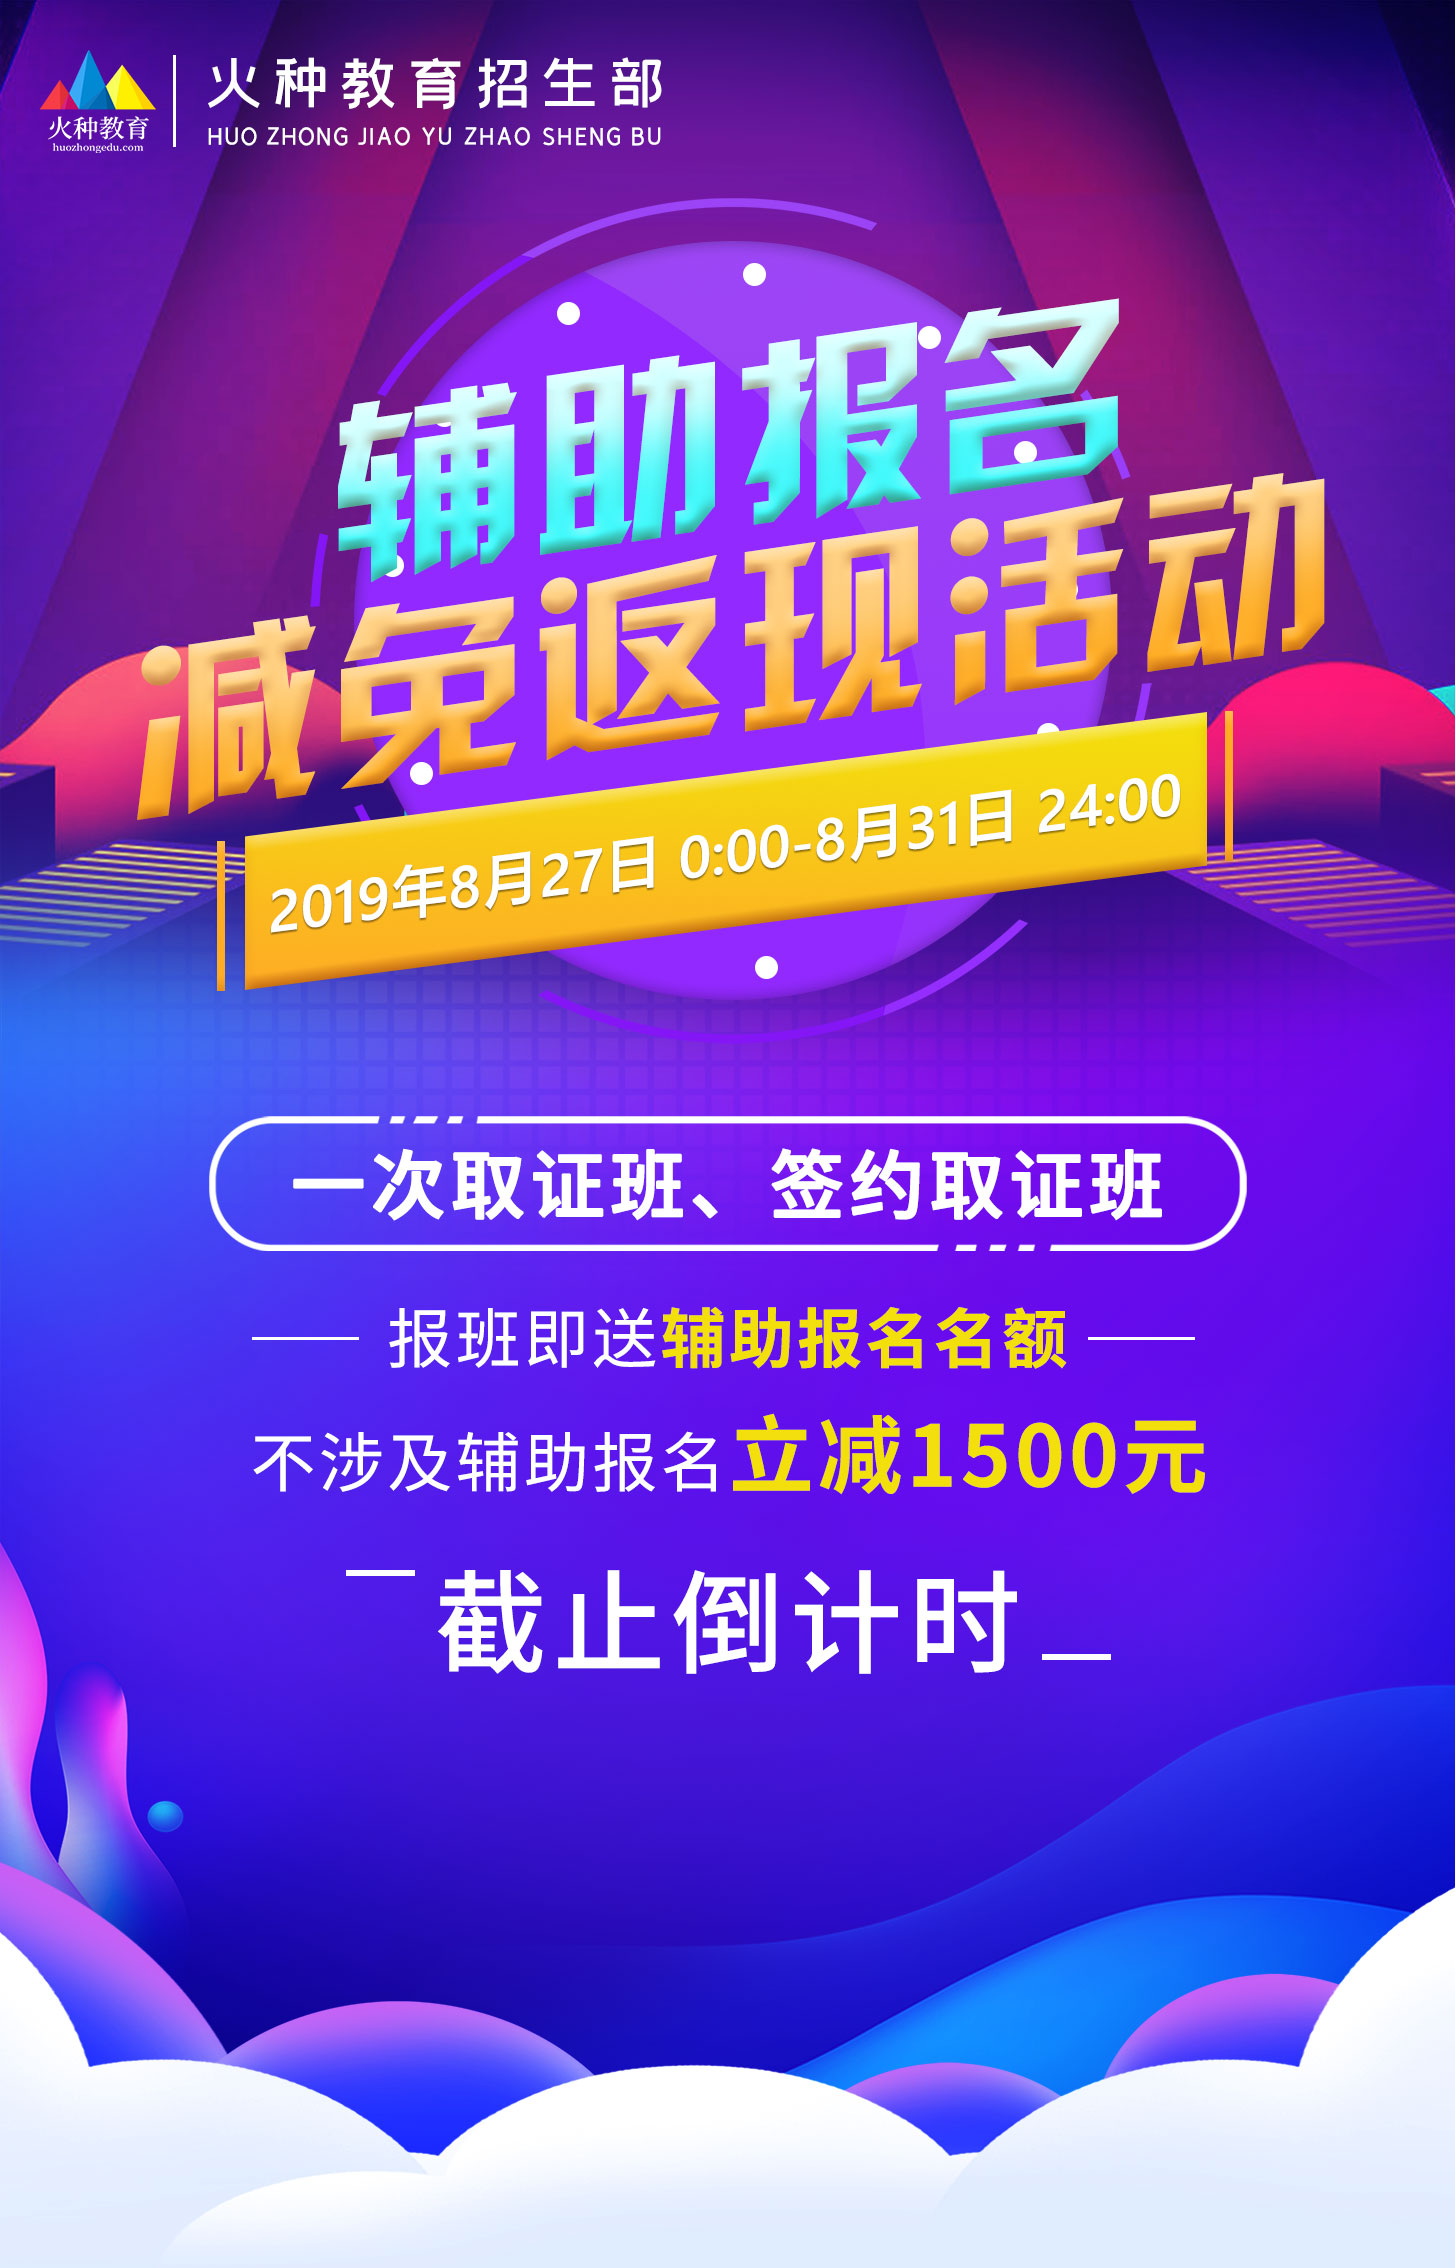 火种教育
huozhongedu.com
火种教育招生部
HUO ZHONG JIAO YU ZHAO SHENG BU
辅助报名
减免返现活动
2019年8月27日 0:00-8月31日 24:00
一次取证班、签约取证班
报班即送辅助报名名额
不涉及辅助报名立减1500元
截止倒计时